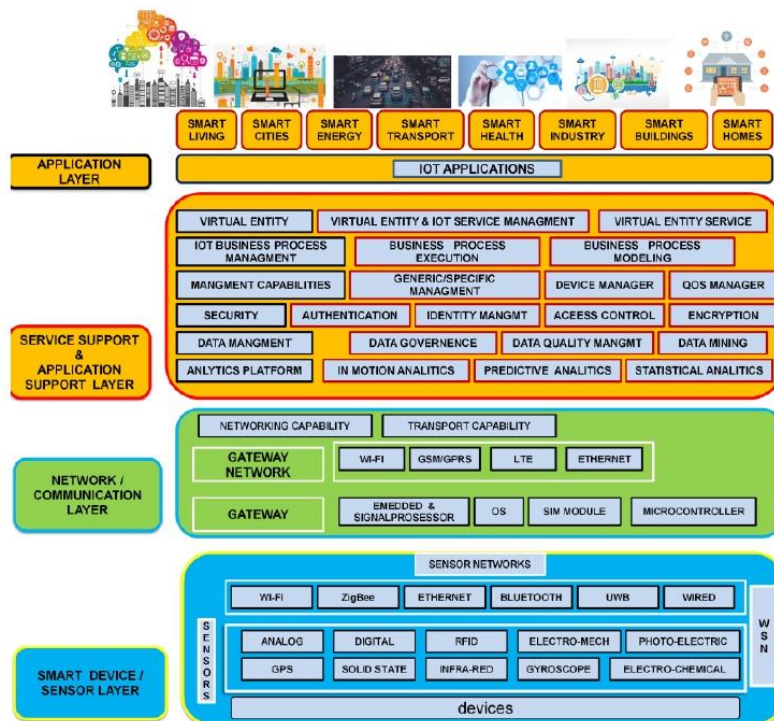 SMART LIVING
SMART CITIES
SMART ENERGY
SMART TRANSPORT
SMART HEALTH
SMART INDUSTRY
SMART BUILDINGS
SMART HOMES
APPLICATION LAYER
IOT APPLICATIONS
VIRTUAL ENTITY
VIRTUAL ENTITY & IOT SERVICE MANAGMENT
VIRTUAL ENTITY SERVICE
IOT BUSINESS PROCESS MANAGMENT
BUSINESS PROCESS EXECUTION
BUSINESS PROCESS MODELING
MANGMENT CAPABILITIES
GENERIC/SPECIFIC MANAGMENT
DEVICE MANAGER
QOS MANAGER
SERVICE SUPPORT & APPLICATION SUPPORT LAYER
SECURITY
AUTHENTICATION
IDENTITY MANGMT
ACEESS CONTROL
ENCRYPTION
DATA MANGMENT
DATA GOVERNENCE
DATA QUALITY MANGMT
DATA MINING
ANLYTICS PLATFORM
IN MOTION ANALITICS
PREDICTIVE ANALITICS
STATISTICAL ANALITICS
NETWORK / COMMUNICATION LAYER
NETWORKING CAPABILITY
TRANSPORT CAPABILITY
GATEWAY NETWORK
WI-FI
GSM/GPRS
LTE
ETHERNET
GATEWAY
EMEDDED & SIGNALPROSESSOR
OS
SIM MODULE
MICROCONTROLLER
SMART DEVICE / SENSOR LAYER
SENSOR NETWORKS
WI-FI
ZigBee
ETHERNET
BLUETOOTH
UWB
WIRED
SENSORS
WSN
ANALOG
DIGITAL
RFID
ELECTRO-MECH
PHOTO-ELECTRIC
GPS
SOLID STATE
INFRA-RED
GYROSCOPE
ELECTRO-CHEMICAL
devices